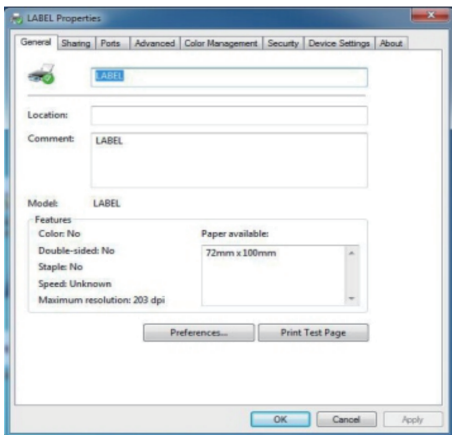 LABEL Properties
General Sharing Ports Advanced Color Management Security Device Settings About
LABEL
Location:
Comment: LABEL
Model: LABEL
Features
Color: No
Paper available:
Double-sided: No
72mm x 100mm
Staple: No
Speed: Unknown
Maximum resolution: 203 dpi
Preferences... Print Test Page
OK Cancel Apply